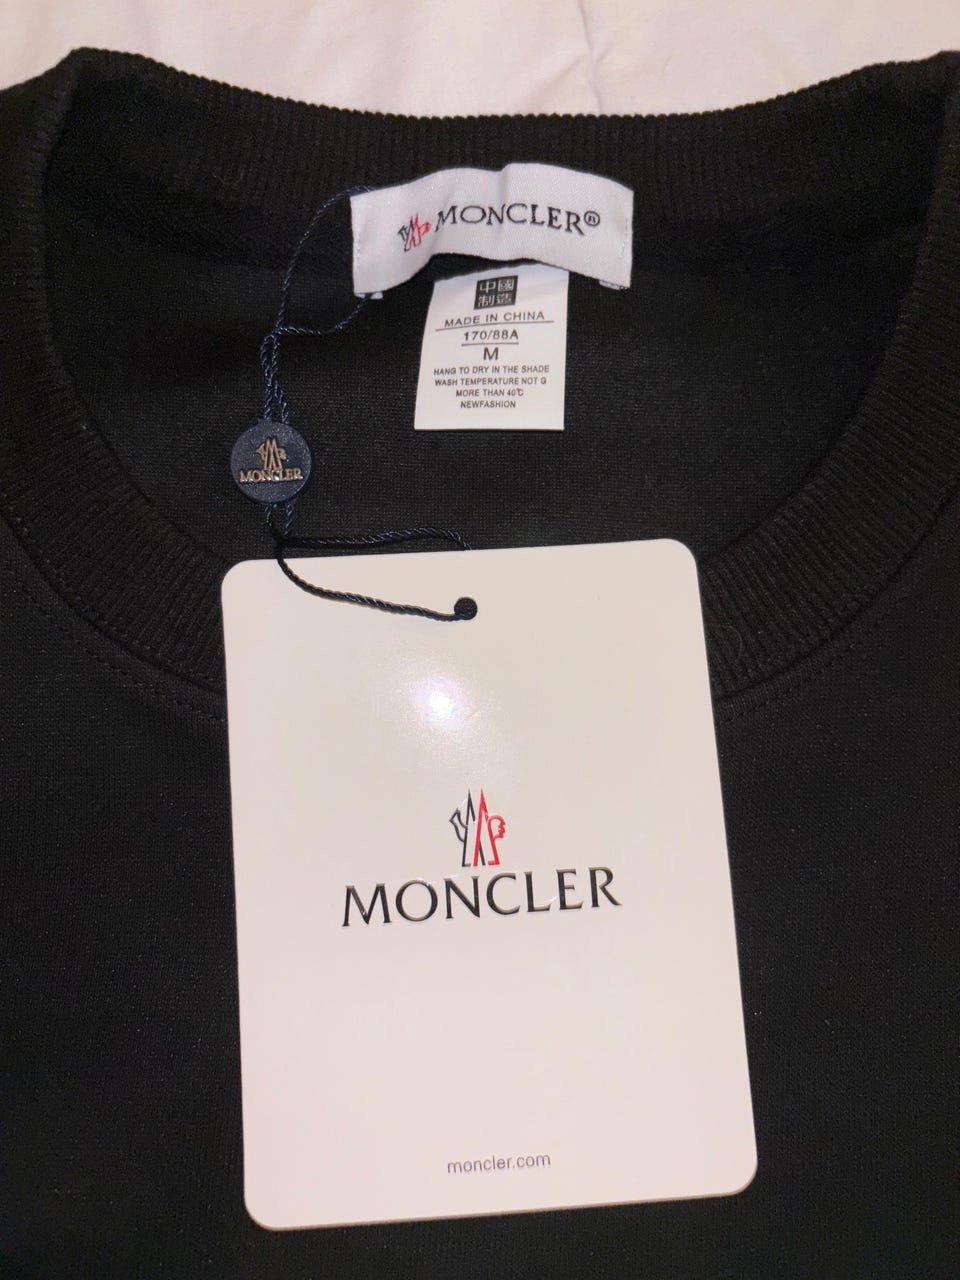 MONCLER®
中國
制造
MADE IN CHINA
170/88A
M
HANG TO DRY IN THE SHADE
WASH TEMPERATURE NOT G
MORE THAN 40℃
NEWFASHION
MONCLER
MONCLER
moncler.com